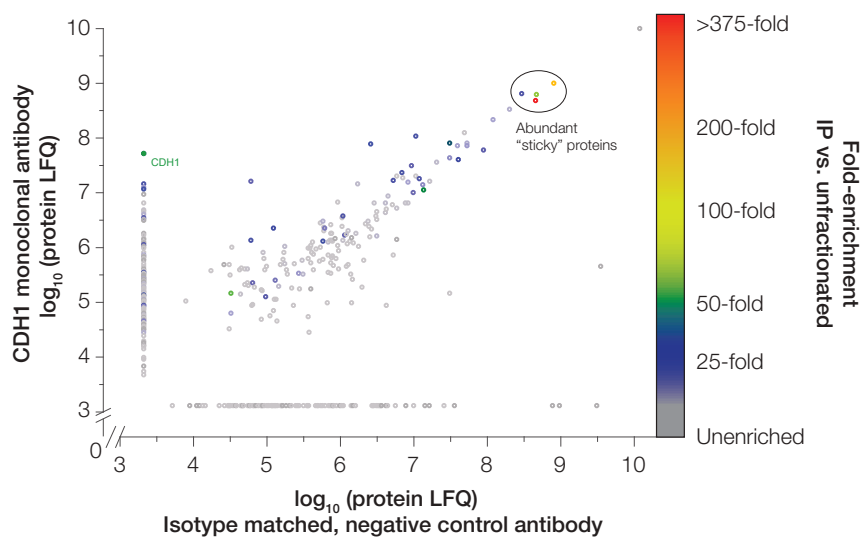 CDH1 monoclonal antibody
log10 (protein LFQ)
10
9
8
7
6
5
4
3
0
CDH1
Abundant
"sticky" proteins
3
4
5
6
7
8
9
10
log10 (protein LFQ)
Isotype matched, negative control antibody
>375-fold
200-fold
100-fold
50-fold
25-fold
Unenriched
Fold-enrichment
IP vs. unfractionated